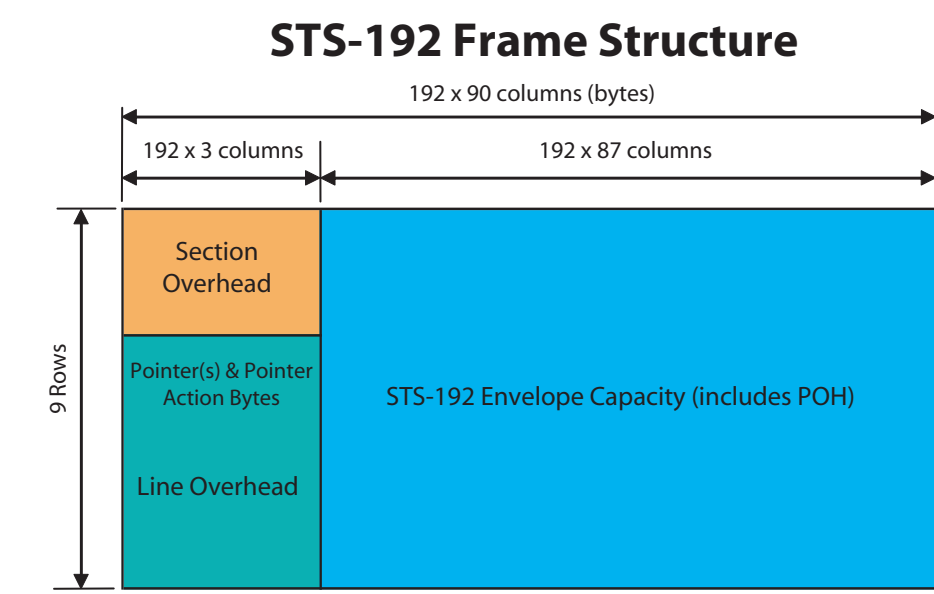 STS-192 Frame Structure
192 x 90 columns (bytes)
192 x 3 columns
192 x 87 columns
Section
Overhead
9 Rows
Pointer(s) & Pointer
Action Bytes
STS-192 Envelope Capacity (includes POH)
Line Overhead